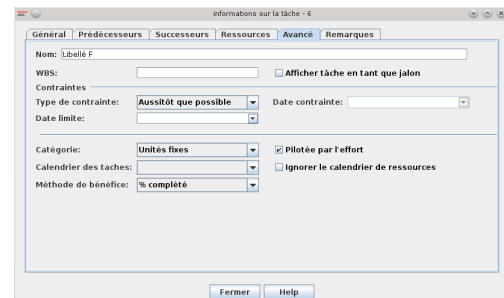 Informations sur la tâche - 6
Général Prédécesseurs Successeurs Ressources Avancé Remarques
Nom: Libellé F
WBS: Afficher tâche en tant que jalon
Contraintes
Type de contrainte: Aussitôt que possible Date contrainte:
Date limite:
Catégorie: Unités fixes Pilotée par l'effort
Calendrier des taches: Ignorer le calendrier de ressources
Méthode de bénéfice: % complété
Fermer Help